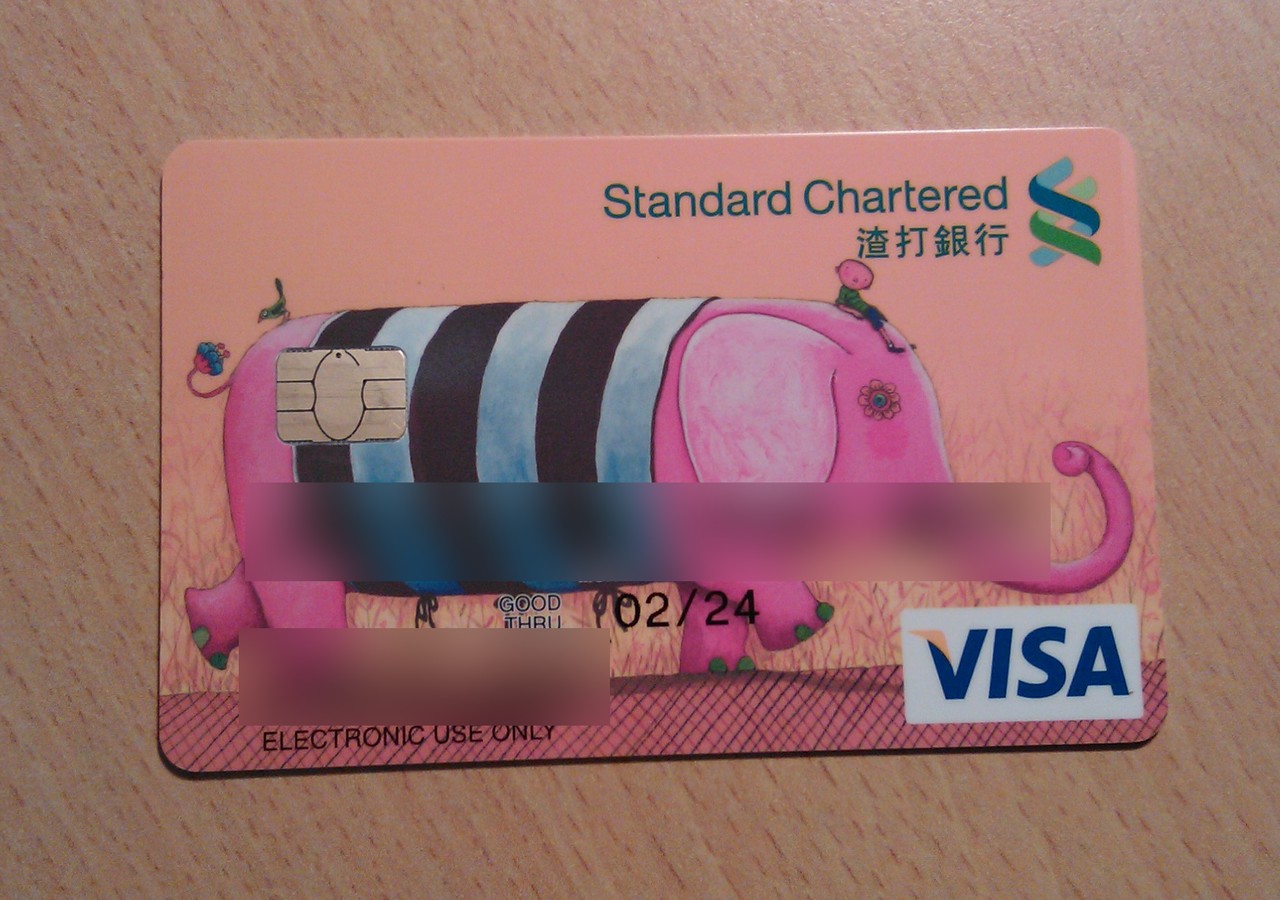 Standard Chartered
渣打銀行
GOOD
THRU
02/24
VISA
ELECTRONIC USE ONLY